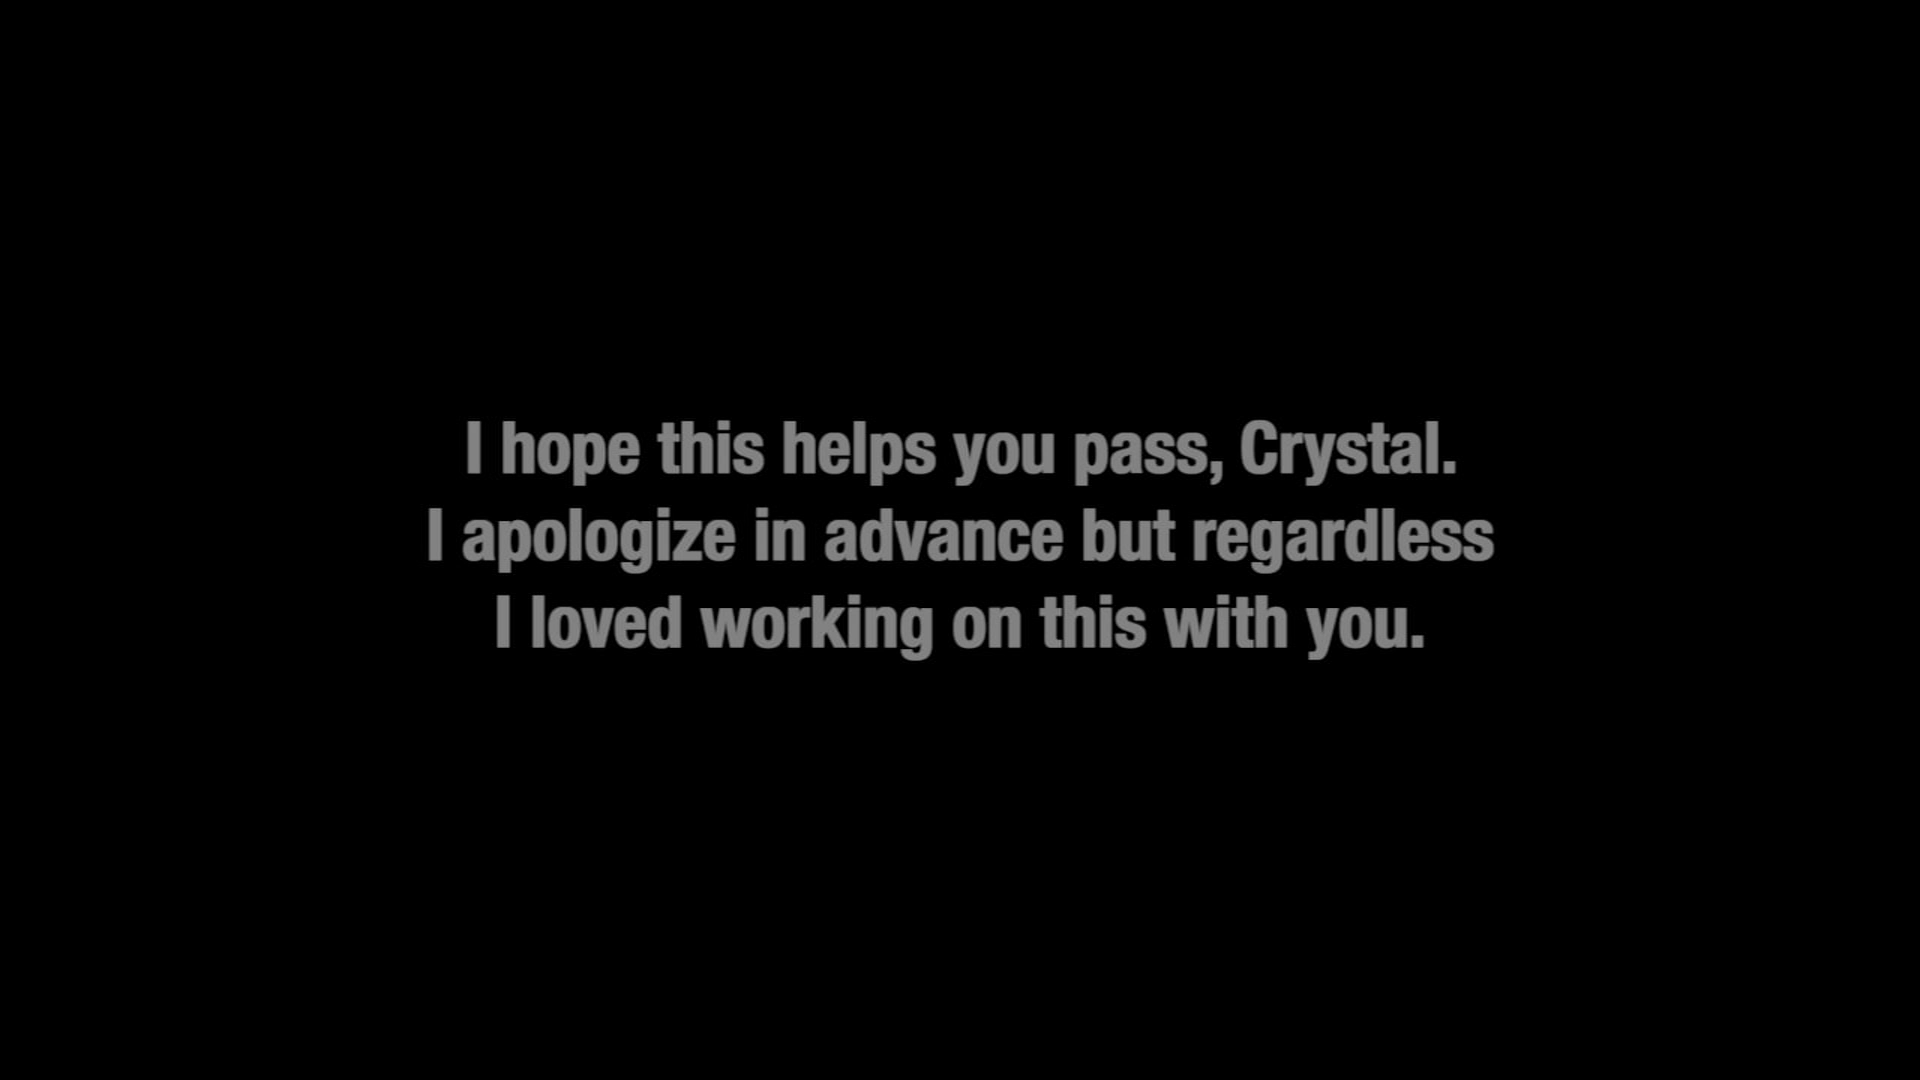 I hope this helps you pass, Crystal.
I apologize in advance but regardless
I loved working on this with you.